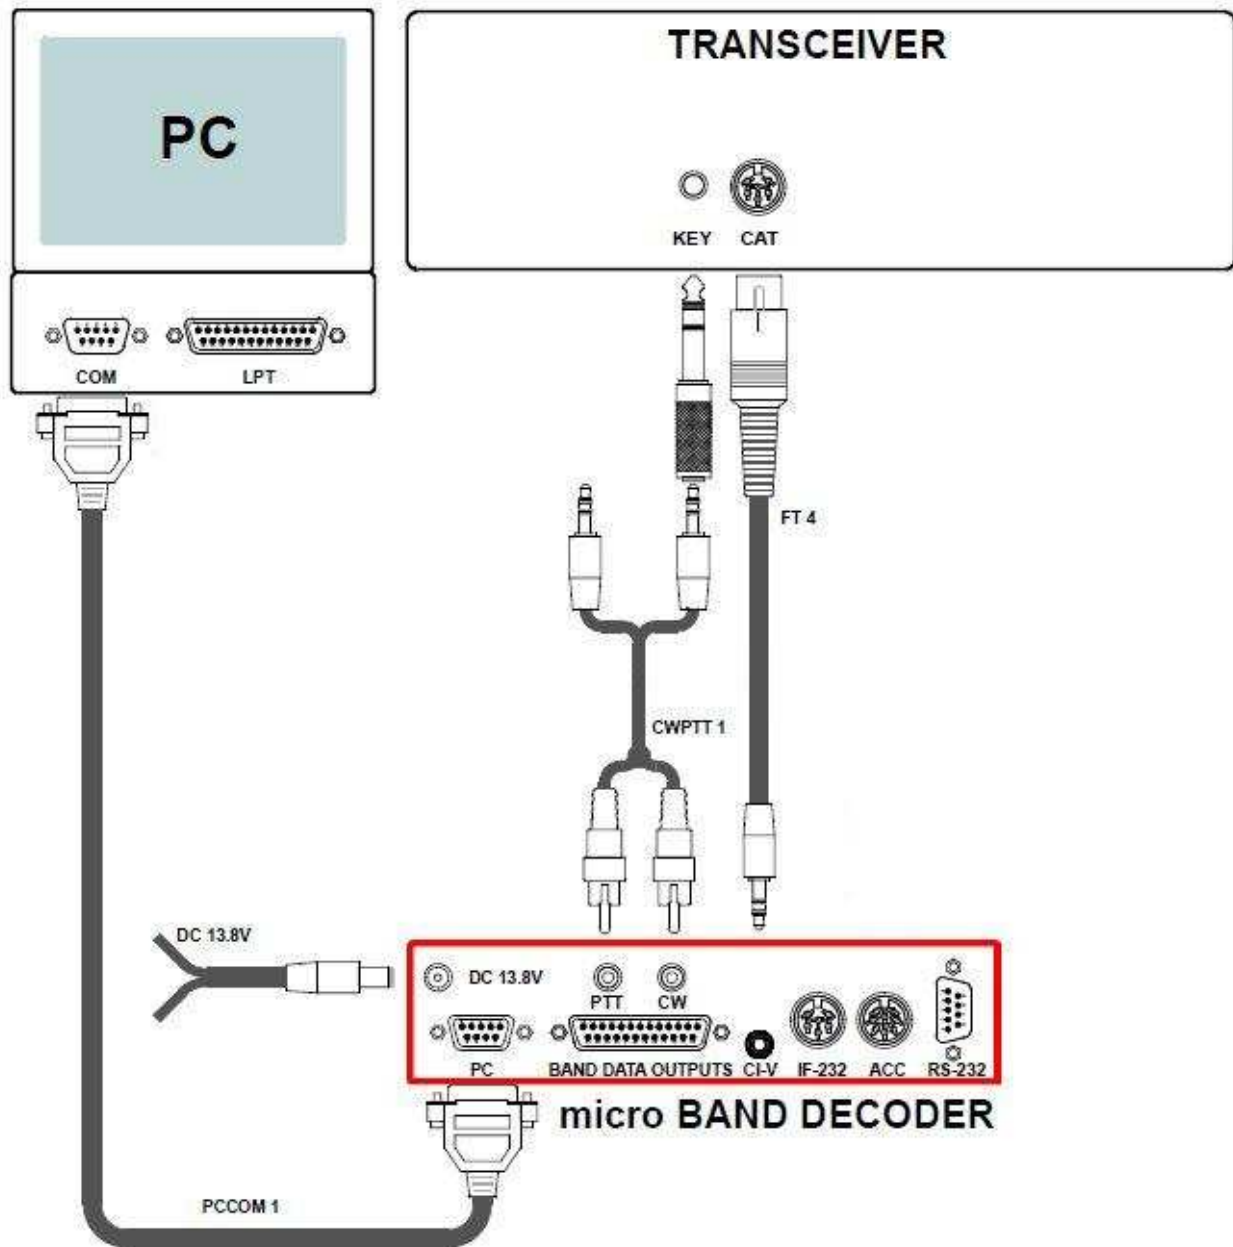 TRANSCEIVER
PC
KEY CAT
COM LPT
FT 4
CWPTT 1
DC 13.8V
DC 13.8V
PTT CW
PC BAND DATA OUTPUTS CI-V IF-232 ACC RS-232
micro BAND DECODER
PCCOM 1